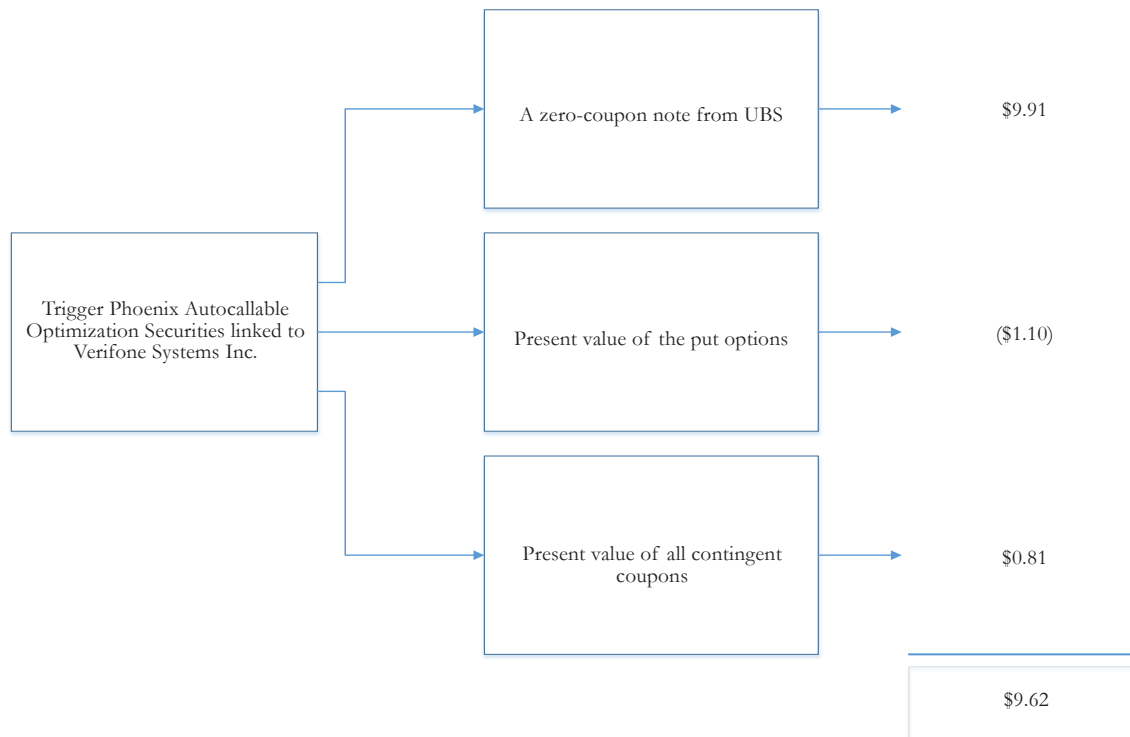 A zero-coupon note from UBS
$9.91
Trigger Phoenix Autocallable
Optimization Securities linked to
Verifone Systems Inc.
Present value of the put options
($1.10)
Present value of all contingent
coupons
$0.81
$9.62